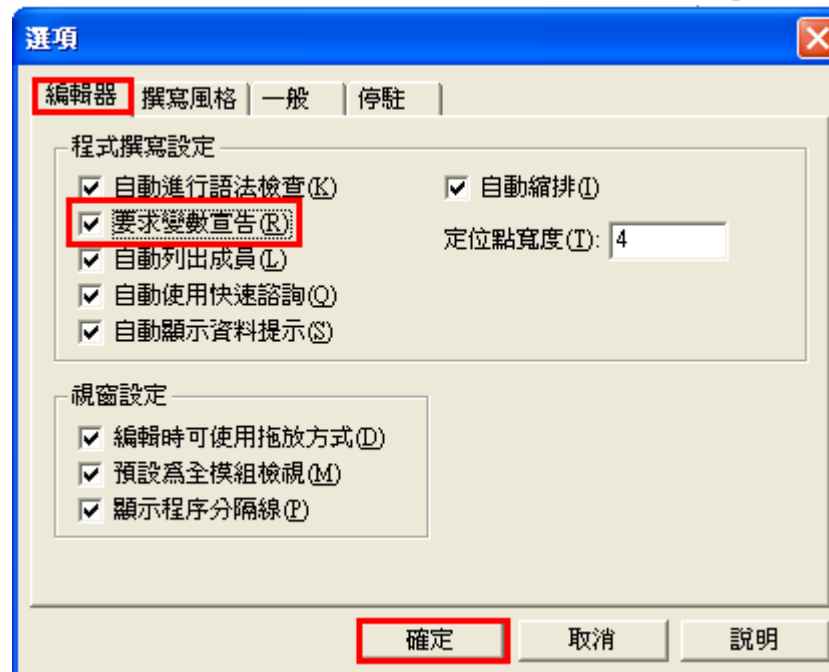 選項
編輯器 撰寫風格 一般 停駐
程式撰寫設定
自動進行語法檢查(K) 自動縮排(I)
要求變數宣告(R)
定位點寬度(T): 4
自動列出成員(L)
自動使用快速諮詢(Q)
自動顯示資料提示(S)
視窗設定
編輯時可使用拖放方式(D)
預設為全模組檢視(M)
顯示程序分隔線(P)
確定 取消 說明